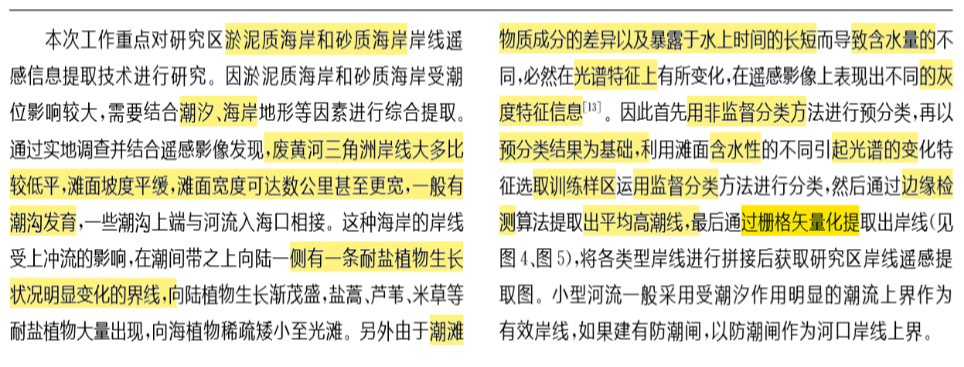 本次工作重点对研究区淤泥质海岸和砂质海岸岸线遥
感信息提取技术进行研究。因淤泥质海岸和砂质海岸受潮
位影响较大，需要结合潮汐、海岸地形等因素进行综合提取。
通过实地调查并结合遥感影像发现，废黄河三角洲岸线大多比
较低平，滩面坡度平缓，滩面宽度可达数公里甚至更宽，一般有
潮沟发育，一些潮沟上端与河流入海口相接。这种海岸的岸线
受上冲流的影响，在潮间带之上向陆一侧有一条耐盐植物生长
状况明显变化的界线，向陆植物生长渐茂盛，盐蒿、芦苇、米草等
耐盐植物大量出现，向海植物稀疏矮小至光滩。另外由于潮滩
物质成分的差异以及暴露于水上时间的长短而导致含水量的不
同，必然在光谱特征上有所变化，在遥感影像上表现出不同的灰
度特征信息[13]。因此首先用非监督分类方法进行预分类，再以
预分类结果为基础，利用滩面含水性的不同引起光谱的变化特
征选取训练样区运用监督分类方法进行分类，然后通过边缘检
测算法提取出平均高潮线，最后通过栅格矢量化提取出岸线（见
图4、图5），将各类型岸线进行拼接后获取研究区岸线遥感提
取图。小型河流一般采用受潮汐作用明显的潮流上界作为
有效岸线，如果建有防潮闸，以防潮闸作为河口岸线上界。